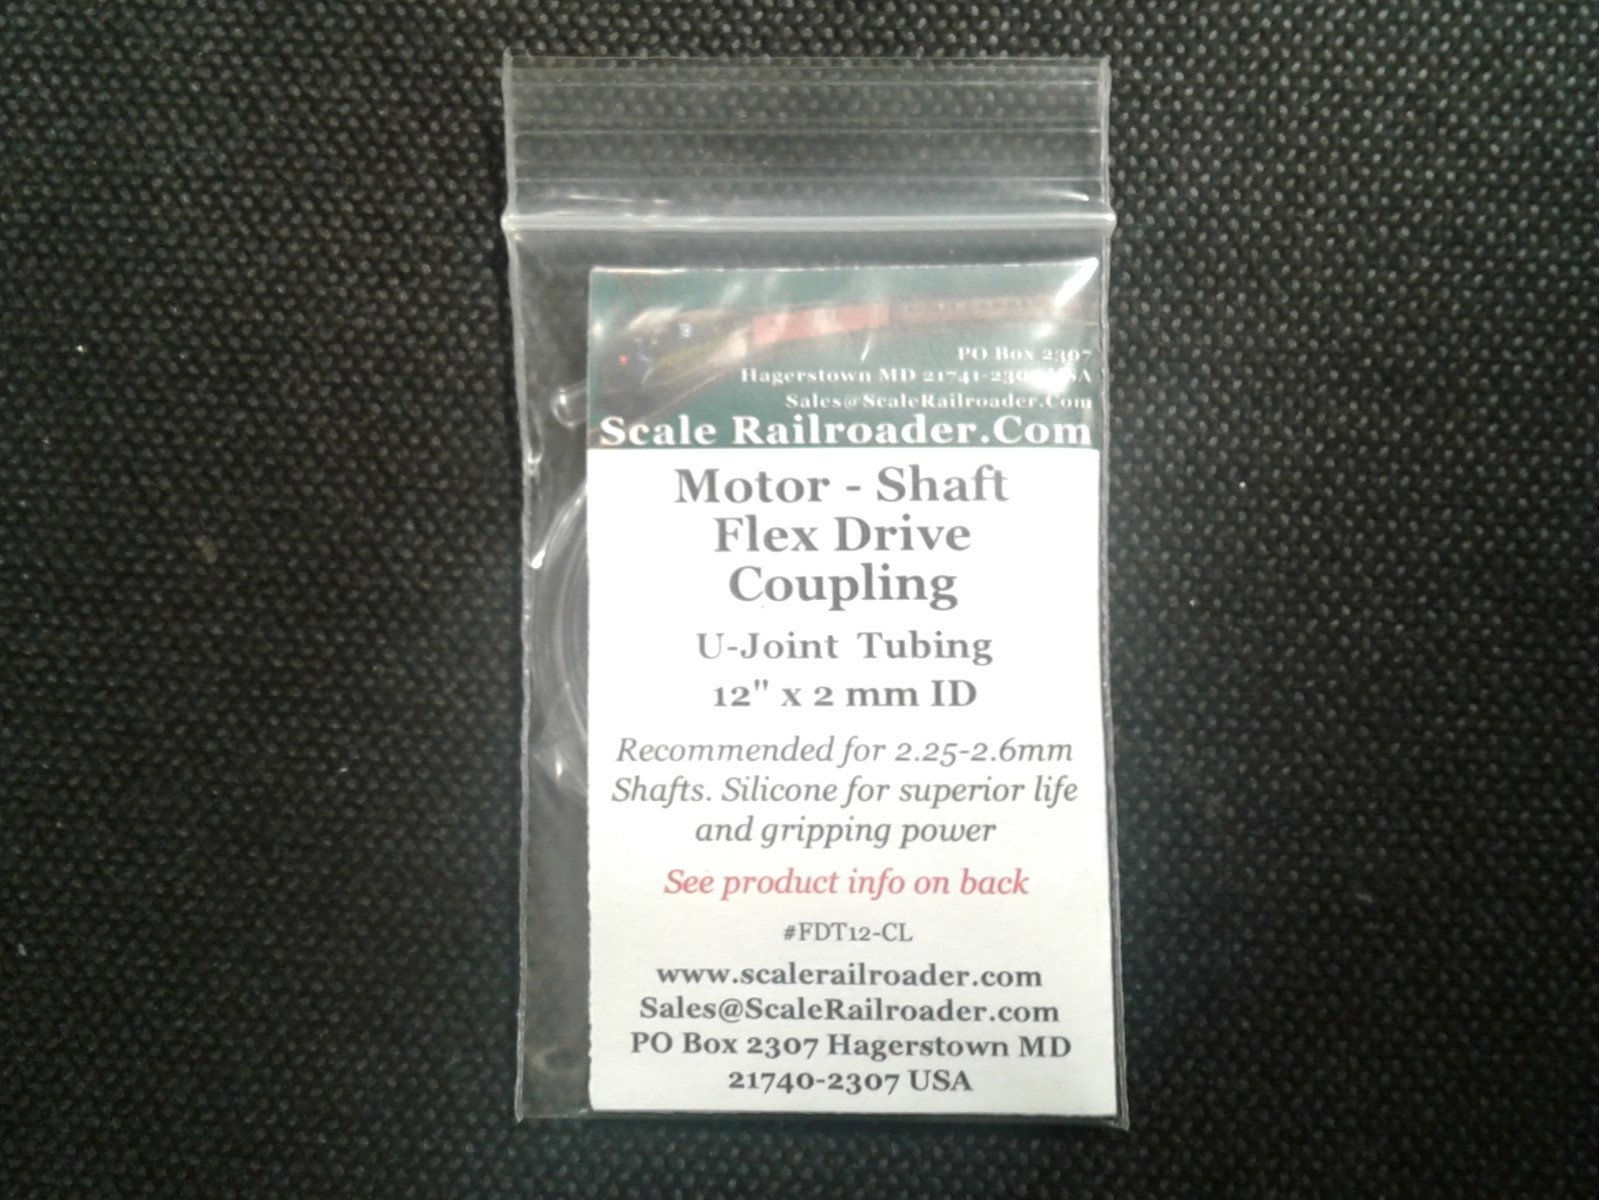 PO Box 2307
Hagerstown MD 21741-230
Sales@ScaleRailroader.Com
Scale Railroader.Com
Motor - Shaft
Flex Drive
Coupling
U-Joint Tubing
12" x 2 mm ID
Recommended for 2.25-2.6mm
Shafts. Silicone for superior life
and gripping power
See product info on back
#FDT12-CL
www.scalerailroader.com
Sales@ScaleRailroader.com
PO Box 2307 Hagerstown MD
21740-2307 USA